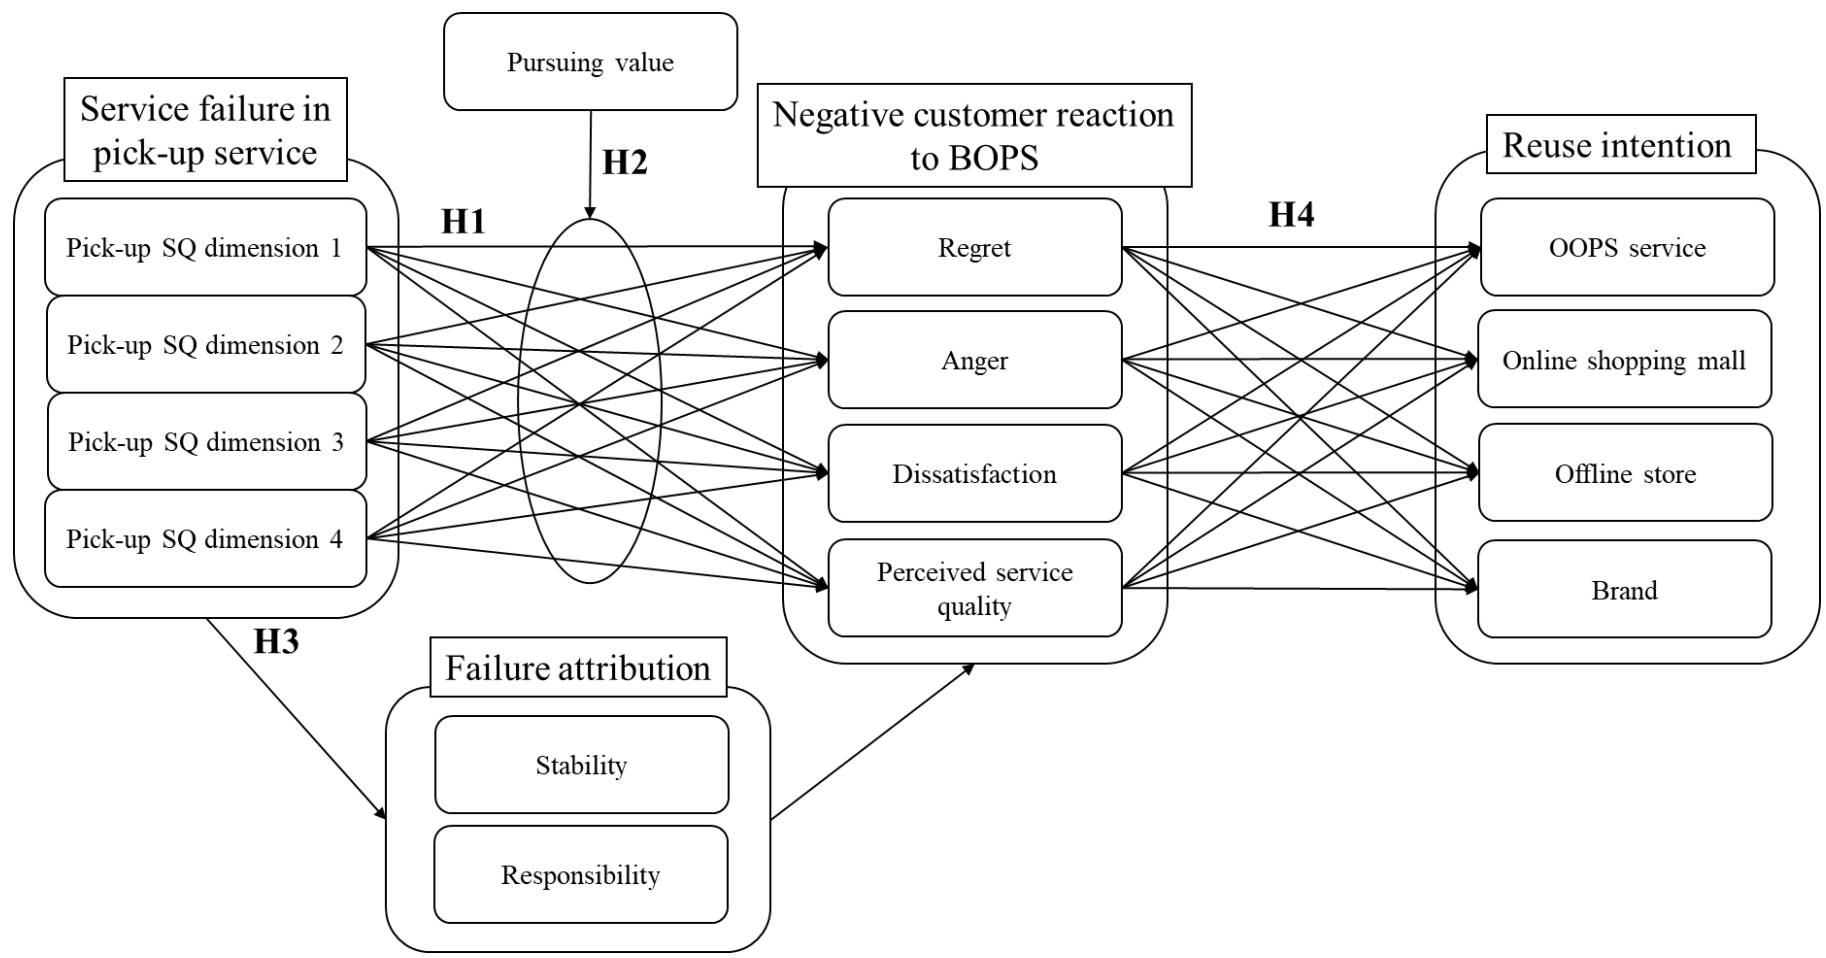 Pursuing value
Service failure in
pick-up service
Negative customer reaction
to BOPS
Reuse intention
H2
H1
H4
Pick-up SQ dimension 1
Pick-up SQ dimension 2
Pick-up SQ dimension 3
Pick-up SQ dimension 4
Regret
Anger
Dissatisfaction
Perceived service
quality
OOPS service
Online shopping mall
Offline store
Brand
H3
Failure attribution
Stability
Responsibility